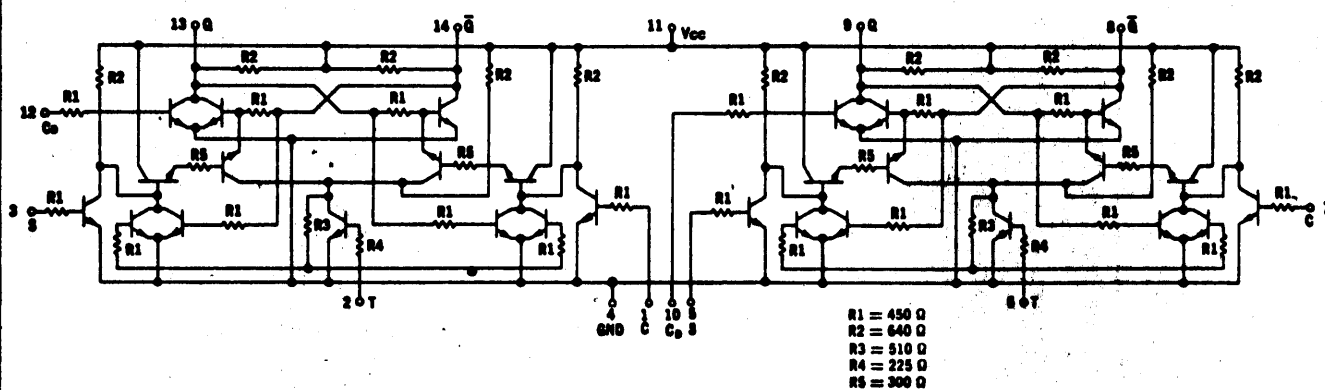 13 Q
14 Q̄
11 Vcc
9 Q
8 Q̄
R2 R2 R2 R2 R2
R2 R2 R2 R2 R2
12 CD
R1 R1 R1
R1 R1 R1
R5 R5
R5 R5
3 S
R1 R1 R1 R1
R1 R1 R1 R1
C
R1 R3 R4 R1
R1 R3 R4 R1
2 T
4 GND
1 C
10 CD
5 S
6 T
R1 = 450 Ω
R2 = 640 Ω
R3 = 510 Ω
R4 = 225 Ω
R5 = 300 Ω